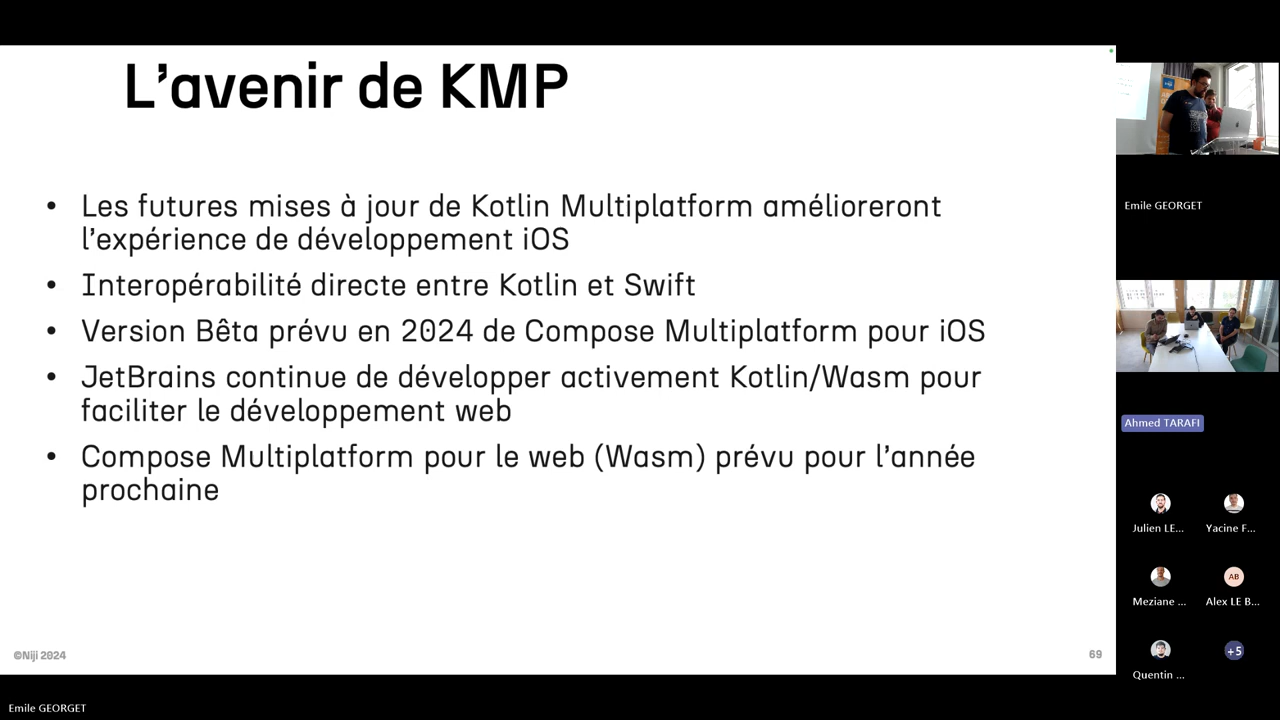 L'avenir de KMP
• Les futures mises à jour de Kotlin Multiplatform amélioreront
l'expérience de développement iOS
• Interopérabilité directe entre Kotlin et Swift
• Version Bêta prévu en 2024 de Compose Multiplatform pour iOS
• JetBrains continue de développer activement Kotlin/Wasm pour
faciliter le développement web
• Compose Multiplatform pour le web (Wasm) prévu pour l'année
prochaine
©Niji 2024
69
Emile GEORGET
Ahmed TARAFI
Julien LE...
Yacine F...
Meziane ...
AB
Alex LE B...
Quentin ...
+5
Emile GEORGET